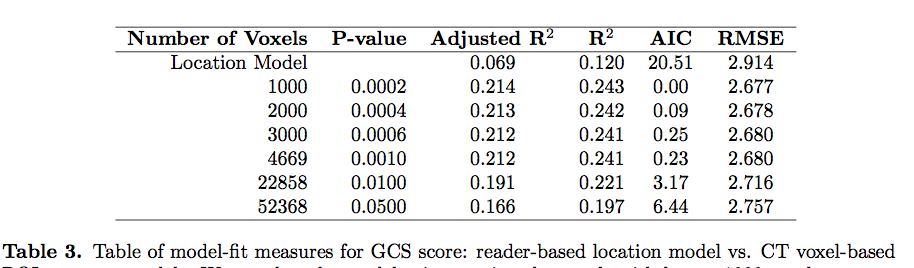 Number of Voxels P-value Adjusted R² R² AIC RMSE
Location Model 0.069 0.120 20.51 2.914
1000 0.0002 0.214 0.243 0.00 2.677
2000 0.0004 0.213 0.242 0.09 2.678
3000 0.0006 0.212 0.241 0.25 2.680
4669 0.0010 0.212 0.241 0.23 2.680
22858 0.0100 0.191 0.221 3.17 2.716
52368 0.0500 0.166 0.197 6.44 2.757
Table 3. Table of model-fit measures for GCS score: reader-based location model vs. CT voxel-based